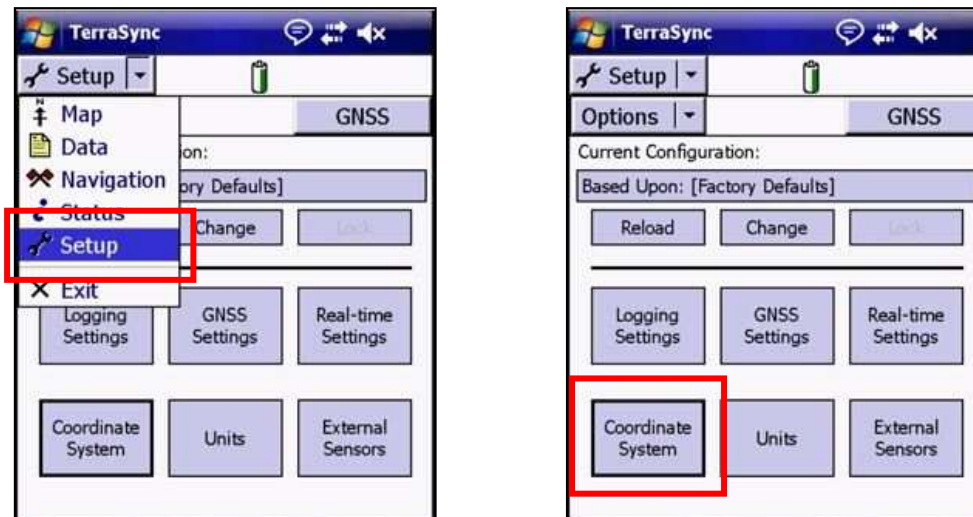 TerraSync
Setup
Map
Data
Navigation
Status
Setup
Exit
GNSS
ion:
ory Defaults]
Change
Lock
Logging
Settings
GNSS
Settings
Real-time
Settings
Coordinate
System
Units
External
Sensors
TerraSync
Setup
Options
GNSS
Current Configuration:
Based Upon: [Factory Defaults]
Reload
Change
Lock
Logging
Settings
GNSS
Settings
Real-time
Settings
Coordinate
System
Units
External
Sensors